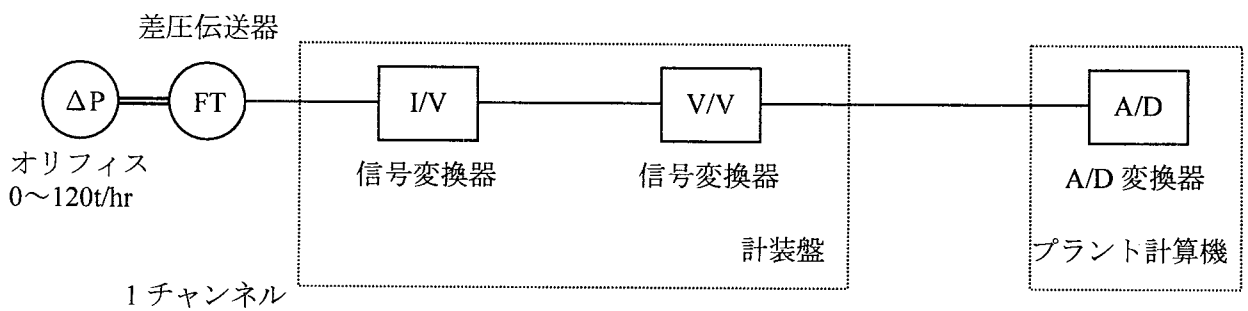 差圧伝送器
ΔP
FT
I/V
V/V
A/D
オリフィス
0～120t/hr
信号変換器
信号変換器
A/D 変換器
計装盤
プラント計算機
1 チャンネル